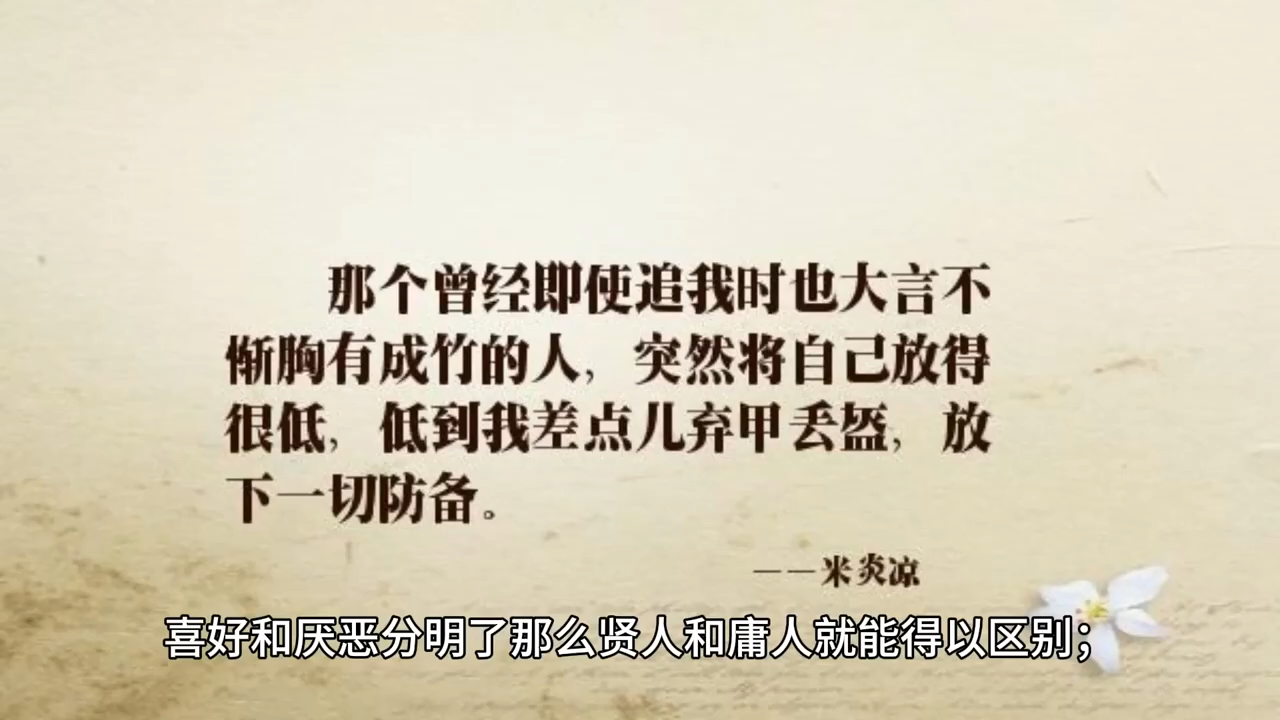 那个曾经即使追我时也大言不
惭胸有成竹的人，突然将自己放得
很低，低到我差点儿弃甲丢盔，放
下一切防备。
——米炎凉
喜好和厌恶分明了那么贤人和庸人就能得以区别；